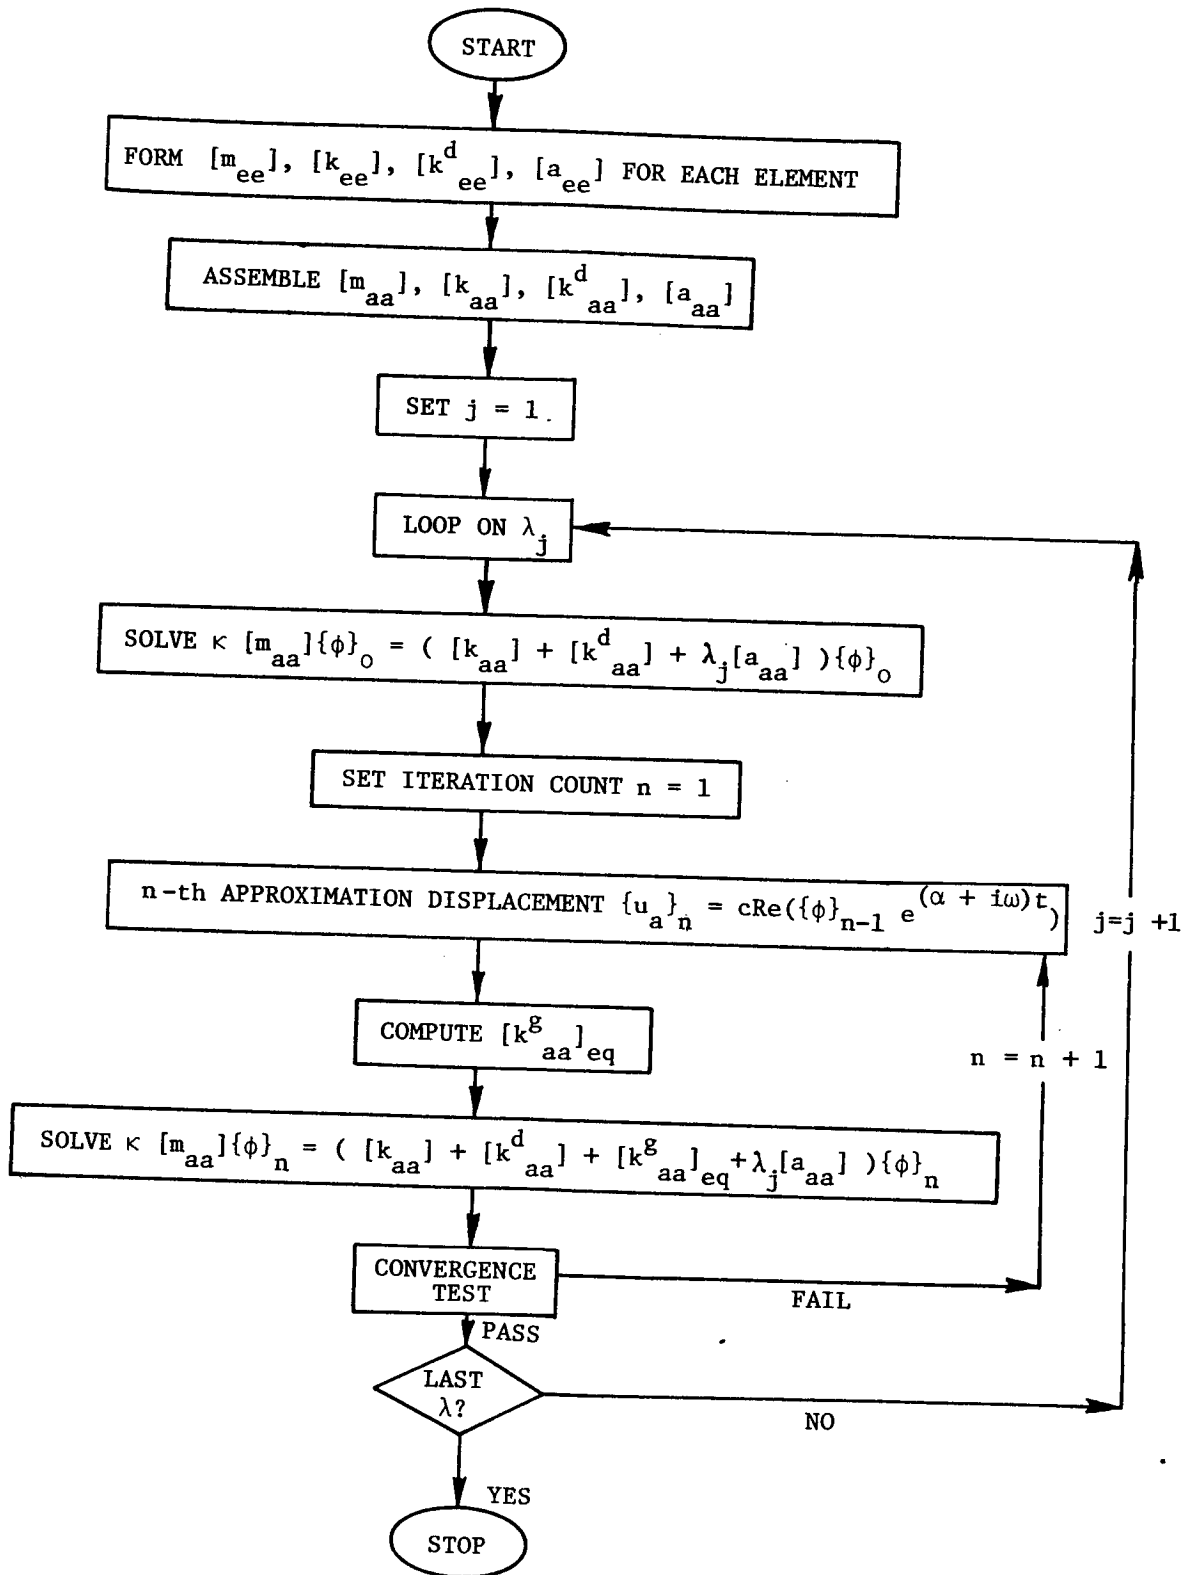 START
FORM [m_ee], [k_ee], [k^d_ee], [a_ee] FOR EACH ELEMENT
ASSEMBLE [m_aa], [k_aa], [k^d_aa], [a_aa]
SET j = 1.
LOOP ON λ_j
SOLVE κ [m_aa]{ϕ}_o = ( [k_aa] + [k^d_aa] + λ_j[a_aa] ){ϕ}_o
SET ITERATION COUNT n = 1
n-th APPROXIMATION DISPLACEMENT {u_a}_n = cRe({ϕ}_n-1 e^(α + iω)t)
j=j +1
COMPUTE [k^g_aa]_eq
n = n + 1
SOLVE κ [m_aa]{ϕ}_n = ( [k_aa] + [k^d_aa] + [k^g_aa]_eq+λ_j[a_aa] ){ϕ}_n
CONVERGENCE
TEST
FAIL
PASS
LAST
λ?
NO
YES
STOP